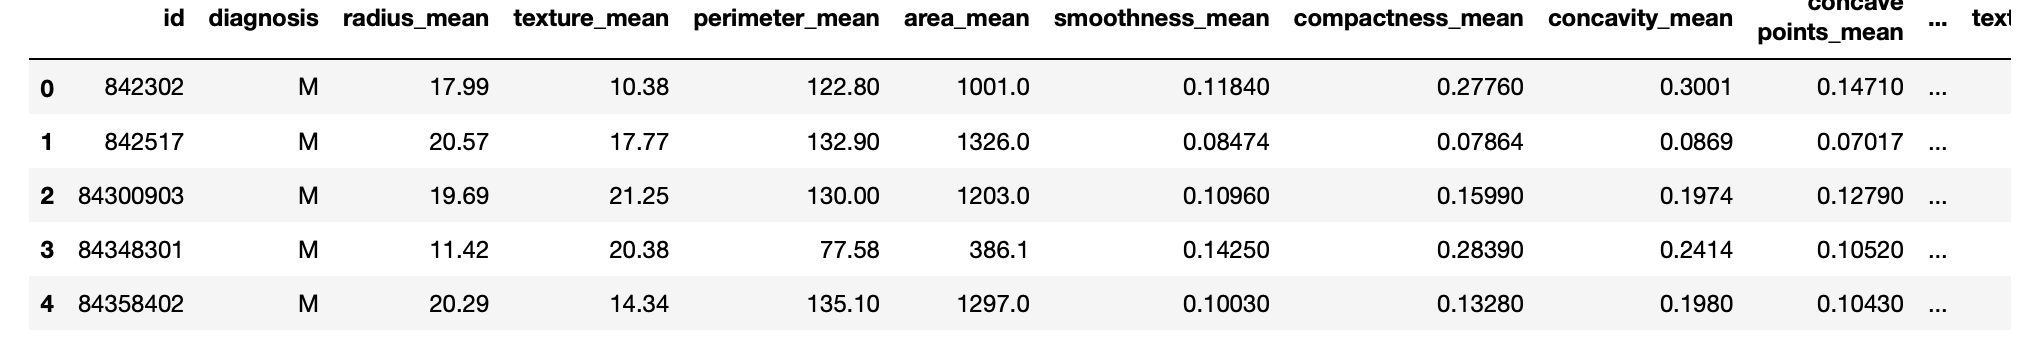 id diagnosis radius_mean texture_mean perimeter_mean area_mean smoothness_mean compactness_mean concavity_mean concave points_mean ... text
0 842302 M 17.99 10.38 122.80 1001.0 0.11840 0.27760 0.3001 0.14710 ...
1 842517 M 20.57 17.77 132.90 1326.0 0.08474 0.07864 0.0869 0.07017 ...
2 84300903 M 19.69 21.25 130.00 1203.0 0.10960 0.15990 0.1974 0.12790 ...
3 84348301 M 11.42 20.38 77.58 386.1 0.14250 0.28390 0.2414 0.10520 ...
4 84358402 M 20.29 14.34 135.10 1297.0 0.10030 0.13280 0.1980 0.10430 ...